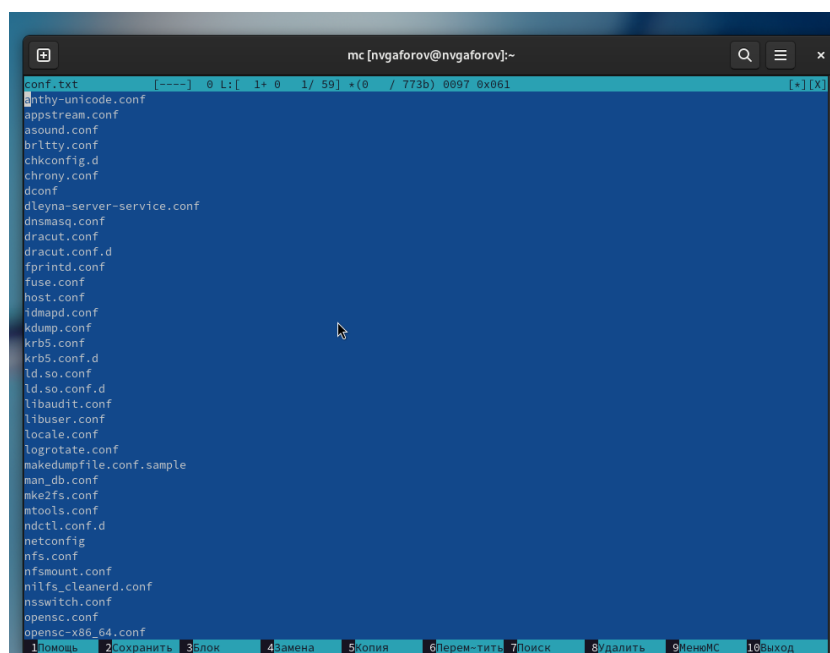 mc [nvgaforov@nvgaforov]:~
conf.txt [----] 0 L:[ 1+ 0 1/ 59] *(0 / 773b) 0097 0x061 [*][X]
anthy-unicode.conf
appstream.conf
asound.conf
brltty.conf
chkconfig.d
chrony.conf
dconf
dleyna-server-service.conf
dnsmasq.conf
dracut.conf
dracut.conf.d
fprintd.conf
fuse.conf
host.conf
idmapd.conf
kdump.conf
krb5.conf
krb5.conf.d
ld.so.conf
ld.so.conf.d
libaudit.conf
libuser.conf
locale.conf
logrotate.conf
makedumpfile.conf.sample
man_db.conf
mke2fs.conf
mtools.conf
ndctl.conf.d
netconfig
nfs.conf
nfsmount.conf
nilfs_cleanerd.conf
nsswitch.conf
opensc.conf
opensc-x86_64.conf
1Помощь 2Сохранить 3Блок 4Замена 5Копия 6Перем~тить 7Поиск 8Удалить 9МенюMC 10Выход